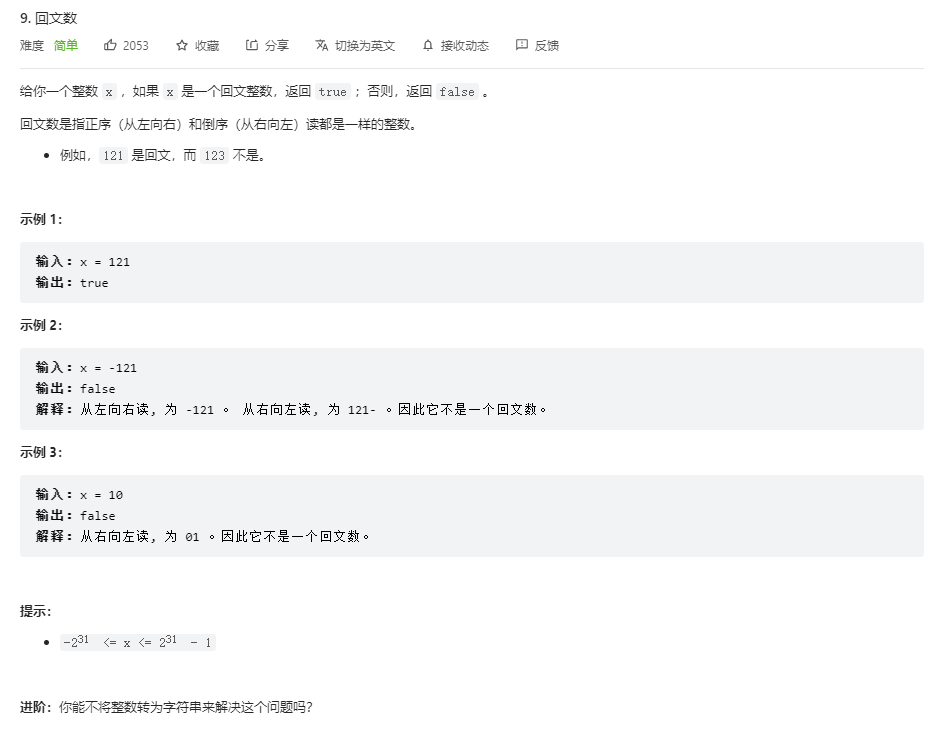 9. 回文数
难度 简单 2053 收藏 分享 切换为英文 接收动态 反馈
给你一个整数 x ，如果 x 是一个回文整数，返回 true ；否则，返回 false 。
回文数是指正序（从左向右）和倒序（从右向左）读都是一样的整数。
• 例如，121 是回文，而 123 不是。
示例 1：
输入：x = 121
输出：true
示例 2：
输入：x = -121
输出：false
解释：从左向右读, 为 -121 。 从右向左读, 为 121- 。因此它不是一个回文数。
示例 3：
输入：x = 10
输出：false
解释：从右向左读, 为 01 。因此它不是一个回文数。
提示：
• -2³¹ <= x <= 2³¹ - 1
进阶：你能不将整数转为字符串来解决这个问题吗？